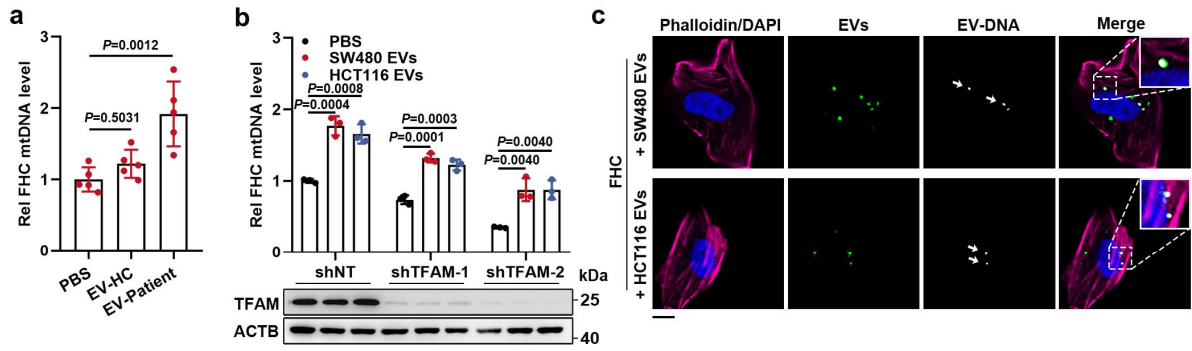 a
Rel FHC mtDNA level
3
2
1
0
P=0.0012
P=0.5031
PBS
EV-HC
EV-Patient
b
Rel FHC mtDNA level
3
2
1
0
PBS
SW480 EVs
HCT116 EVs
P=0.0008
P=0.0004
P=0.0003
P=0.0001
P=0.0040
P=0.0040
shNT
shTFAM-1
shTFAM-2
kDa
TFAM
25
ACTB
40
c
Phalloidin/DAPI
EVs
EV-DNA
Merge
FHC
+ SW480 EVs
+ HCT116 EVs